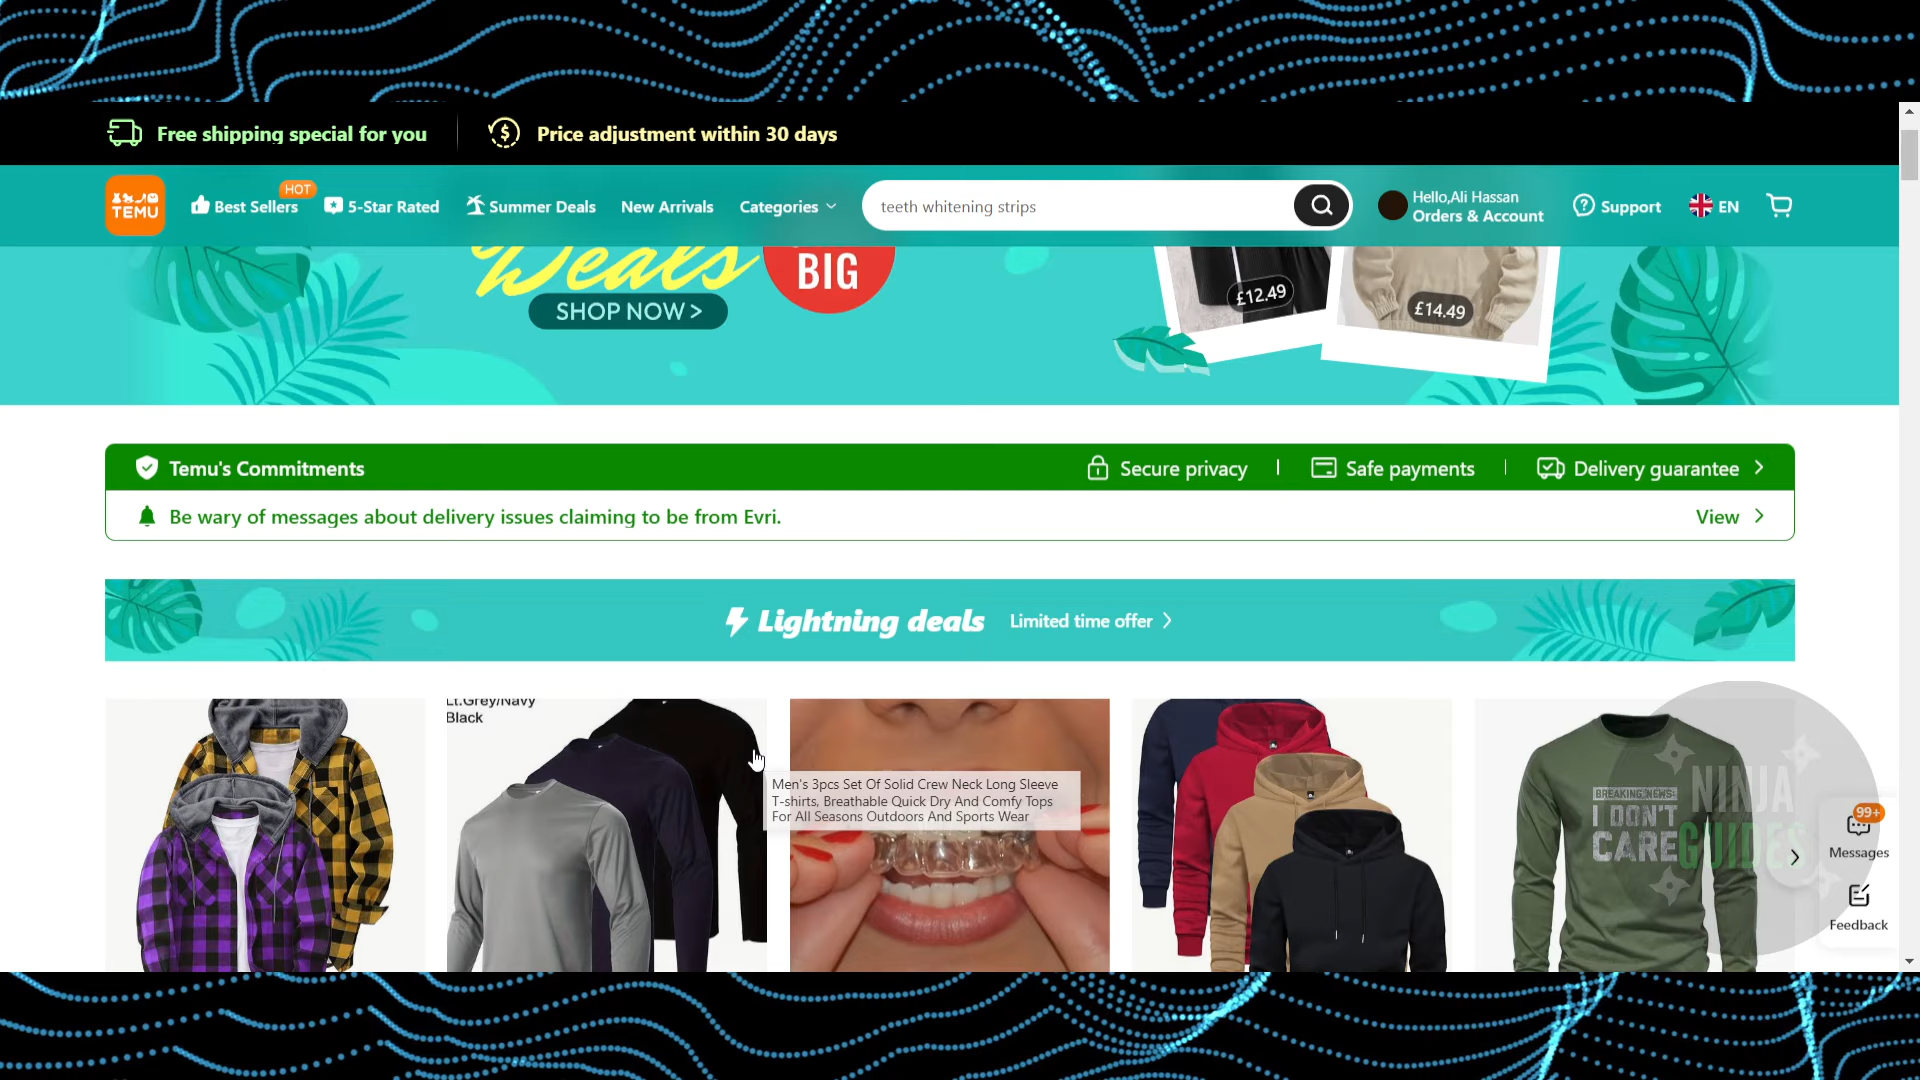 Free shipping special for you
Price adjustment within 30 days
TEMU
Best Sellers
HOT
5-Star Rated
Summer Deals
New Arrivals
Categories
teeth whitening strips
Hello,Ali Hassan
Orders & Account
Support
EN
Deals
BIG
SHOP NOW >
£12.49
£14.49
Temu's Commitments
Secure privacy
Safe payments
Delivery guarantee
Be wary of messages about delivery issues claiming to be from Evri.
View
Lightning deals
Limited time offer
Lt.Grey/Navy
Black
Men's 3pcs Set Of Solid Crew Neck Long Sleeve
T-shirts, Breathable Quick Dry And Comfy Tops
For All Seasons Outdoors And Sports Wear
BREAKING NEWS:
I DON'T
CARE
NINJA
GUIDES
99+
Messages
Feedback